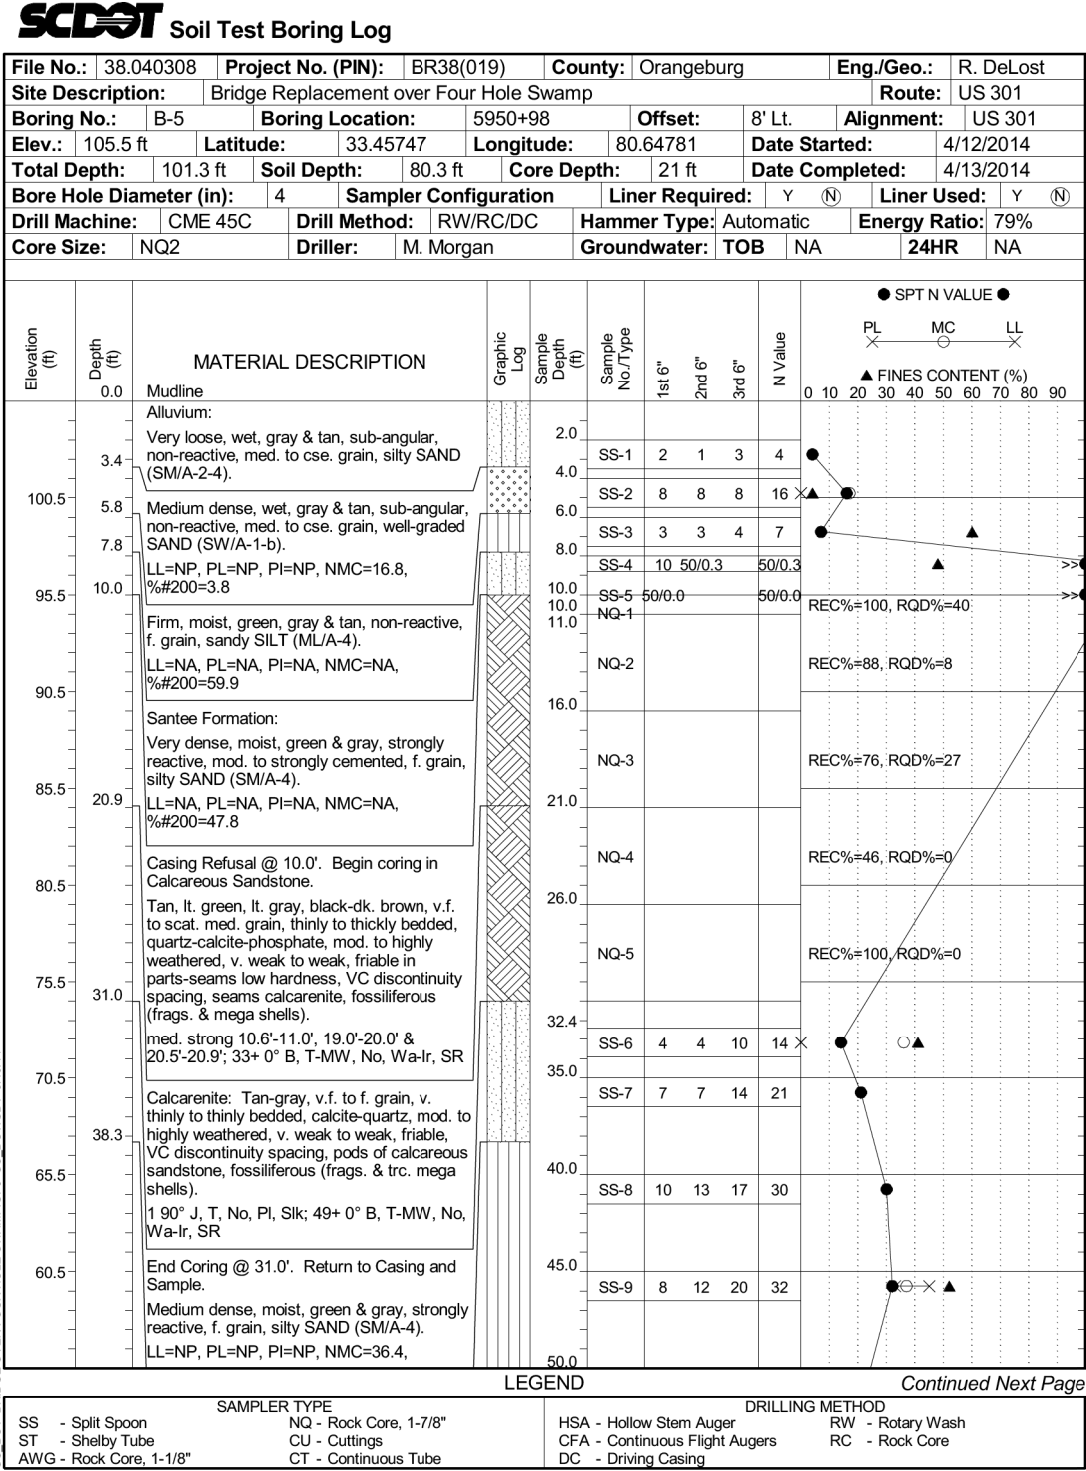 SCDOT Soil Test Boring Log
File No.: 38.040308 Project No. (PIN): BR38(019) County: Orangeburg Eng./Geo.: R. DeLost
Site Description: Bridge Replacement over Four Hole Swamp Route: US 301
Boring No.: B-5 Boring Location: 5950+98 Offset: 8' Lt. Alignment: US 301
Elev.: 105.5 ft Latitude: 33.45747 Longitude: 80.64781 Date Started: 4/12/2014
Total Depth: 101.3 ft Soil Depth: 80.3 ft Core Depth: 21 ft Date Completed: 4/13/2014
Bore Hole Diameter (in): 4 Sampler Configuration Liner Required: Y N Liner Used: Y N
Drill Machine: CME 45C Drill Method: RW/RC/DC Hammer Type: Automatic Energy Ratio: 79%
Core Size: NQ2 Driller: M. Morgan Groundwater: TOB NA 24HR NA
Elevation (ft)
Depth (ft)
MATERIAL DESCRIPTION
Graphic Log
Sample Depth (ft)
Sample No./Type
1st 6"
2nd 6"
3rd 6"
N Value
● SPT N VALUE ●
PL MC LL
▲ FINES CONTENT (%)
0 10 20 30 40 50 60 70 80 90
0.0 Mudline
Alluvium:
Very loose, wet, gray & tan, sub-angular,
non-reactive, med. to cse. grain, silty SAND
(SM/A-2-4).
3.4
Medium dense, wet, gray & tan, sub-angular,
non-reactive, med. to cse. grain, well-graded
SAND (SW/A-1-b).
LL=NP, PL=NP, PI=NP, NMC=16.8,
%#200=3.8
5.8
7.8
Firm, moist, green, gray & tan, non-reactive,
f. grain, sandy SILT (ML/A-4).
LL=NA, PL=NA, PI=NA, NMC=NA,
%#200=59.9
10.0
Santee Formation:
Very dense, moist, green & gray, strongly
reactive, mod. to strongly cemented, f. grain,
silty SAND (SM/A-4).
LL=NA, PL=NA, PI=NA, NMC=NA,
%#200=47.8
20.9
Casing Refusal @ 10.0'. Begin coring in
Calcareous Sandstone.
Tan, lt. green, lt. gray, black-dk. brown, v.f.
to scat. med. grain, thinly to thickly bedded,
quartz-calcite-phosphate, mod. to highly
weathered, v. weak to weak, friable in
parts-seams low hardness, VC discontinuity
spacing, seams calcarenite, fossiliferous
(frags. & mega shells).
med. strong 10.6'-11.0', 19.0'-20.0' &
20.5'-20.9'; 33+ 0° B, T-MW, No, Wa-Ir, SR
31.0
Calcarenite: Tan-gray, v.f. to f. grain, v.
thinly to thinly bedded, calcite-quartz, mod. to
highly weathered, v. weak to weak, friable,
VC discontinuity spacing, pods of calcareous
sandstone, fossiliferous (frags. & trc. mega
shells).
1 90° J, T, No, Pl, Slk; 49+ 0° B, T-MW, No,
Wa-Ir, SR
38.3
End Coring @ 31.0'. Return to Casing and
Sample.
Medium dense, moist, green & gray, strongly
reactive, f. grain, silty SAND (SM/A-4).
LL=NP, PL=NP, PI=NP, NMC=36.4,
100.5
95.5
90.5
85.5
80.5
75.5
70.5
65.5
60.5
2.0
SS-1 2 1 3 4
4.0
SS-2 8 8 8 16
6.0
SS-3 3 3 4 7
8.0
SS-4 10 50/0.3 50/0.3 >>
10.0
SS-5 50/0.0 50/0.0 >>
10.0
NQ-1 REC%=100, RQD%=40
11.0
NQ-2 REC%=88, RQD%=8
16.0
NQ-3 REC%=76, RQD%=27
21.0
NQ-4 REC%=46, RQD%=0
26.0
NQ-5 REC%=100, RQD%=0
32.4
SS-6 4 4 10 14
35.0
SS-7 7 7 14 21
40.0
SS-8 10 13 17 30
45.0
SS-9 8 12 20 32
50.0
LEGEND
Continued Next Page
SAMPLER TYPE
SS - Split Spoon NQ - Rock Core, 1-7/8"
ST - Shelby Tube CU - Cuttings
AWG - Rock Core, 1-1/8" CT - Continuous Tube
DRILLING METHOD
HSA - Hollow Stem Auger RW - Rotary Wash
CFA - Continuous Flight Augers RC - Rock Core
DC - Driving Casing